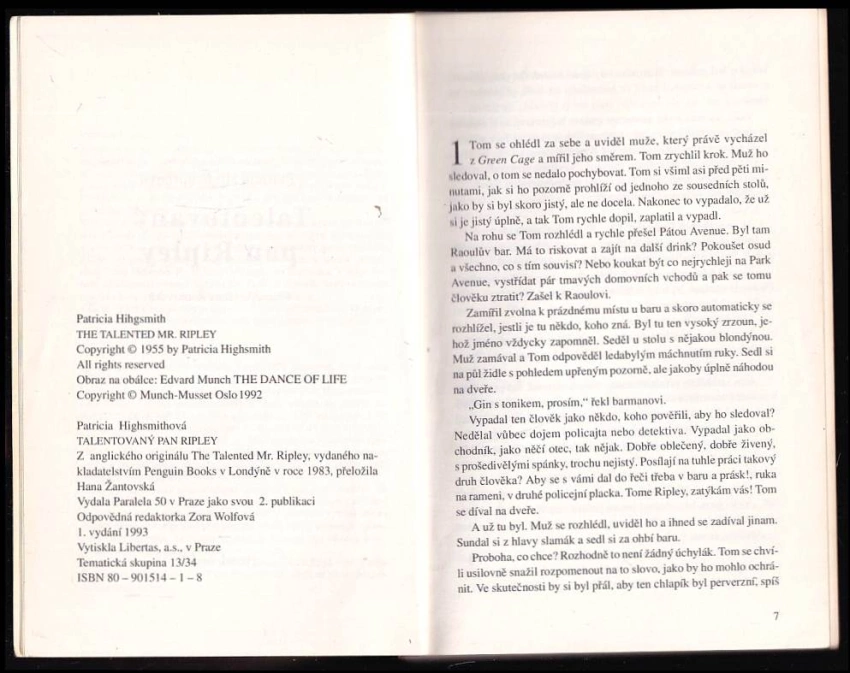 Patricia Hihgsmith
THE TALENTED MR. RIPLEY
Copyright © 1955 by Patricia Highsmith
All rights reserved
Obraz na obálce: Edvard Munch THE DANCE OF LIFE
Copyright © Munch-Musset Oslo 1992
Patricia Highsmithová
TALENTOVANÝ PAN RIPLEY
Z anglického originálu The Talented Mr. Ripley, vydaného na-
kladatelstvím Penguin Books v Londýně v roce 1983, přeložila
Hana Žantovská
Vydala Paralela 50 v Praze jako svou 2. publikaci
Odpovědná redaktorka Zora Wolfová
1. vydání 1993
Vytiskla Libertas, a.s., v Praze
Tematická skupina 13/34
ISBN 80 – 901514 – 1 – 8
1 Tom se ohlédl za sebe a uviděl muže, který právě vycházel
z Green Cage a mířil jeho směrem. Tom zrychlil krok. Muž ho
sledoval, o tom se nedalo pochybovat. Tom si všiml asi před pěti mi-
nutami, jak si ho pozorně prohlíží od jednoho ze sousedních stolů,
jako by si byl skoro jistý, ale ne docela. Nakonec to vypadalo, že už
si je jistý úplně, a tak Tom rychle dopil, zaplatil a vypadl.
Na rohu se Tom rozhlédl a rychle přešel Pátou Avenue. Byl tam
Raoulův bar. Má to riskovat a zajít na další drink? Pokoušet osud
a všechno, co s tím souvisí? Nebo koukat být co nejrychleji na Park
Avenue, vystřídat pár tmavých domovních vchodů a pak se tomu
člověku ztratit? Zašel k Raoulovi.
Zamířil zvolna k prázdnému místu u baru a skoro automaticky se
rozhlížel, jestli je tu někdo, koho zná. Byl tu ten vysoký zrzoun, je-
hož jméno vždycky zapomněl. Seděl u stolu s nějakou blondýnou.
Muž zamával a Tom odpověděl ledabylým máchnutím ruky. Sedl si
na půl židle s pohledem upřeným pozorně, ale jakoby úplně náhodou
na dveře.
„Gin s tonikem, prosím,“ řekl barmanovi.
Vypadal ten člověk jako někdo, koho pověřili, aby ho sledoval?
Nedělal vůbec dojem policajta nebo detektiva. Vypadal jako ob-
chodník, jako něčí otec, tak nějak. Dobře oblečený, dobře živený,
s prošedivělými spánky, trochu nejistý. Posílají na tuhle práci takový
druh člověka? Aby se s vámi dal do řeči třeba v baru a prásk!, ruka
na rameni, v druhé policejní placka. Tome Ripley, zatýkám vás! Tom
se díval na dveře.
A už tu byl. Muž se rozhlédl, uviděl ho a ihned se zadíval jinam.
Sundal si z hlavy slamák a sedl si za ohbí baru.
Proboha, co chce? Rozhodně to není žádný úchylák. Tom se chví-
li usilovně snažil rozpomenout na to slovo, jako by ho mohlo ochrá-
nit. Ve skutečnosti by si byl přál, aby ten chlapík byl perverzní, spíš
7